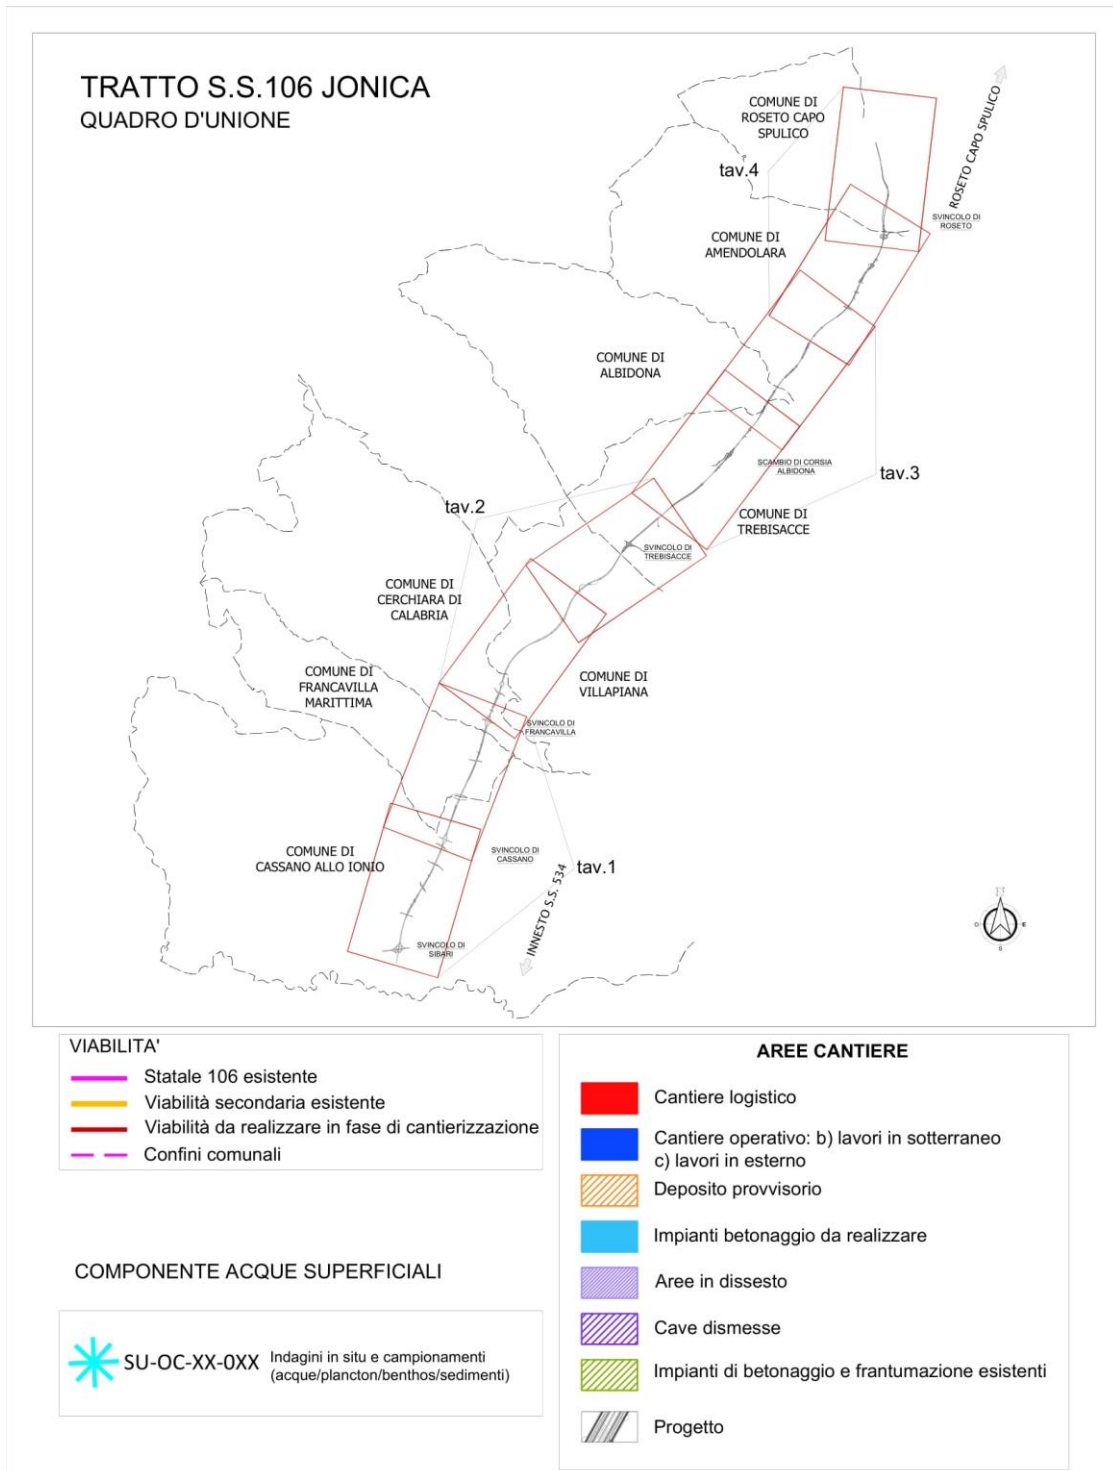 TRATTO S.S.106 JONICA
QUADRO D'UNIONE
COMUNE DI
ROSETO CAPO
SPULICO
ROSETO CAPO SPULICO
tav.4
SVINCOLO DI
ROSETO
COMUNE DI
AMENDOLARA
COMUNE DI
ALBIDONA
SCAMBIO DI CORSIA
ALBIDONA
tav.3
tav.2
COMUNE DI
TREBISACCE
SVINCOLO DI
TREBISACCE
COMUNE DI
CERCHIARA DI
CALABRIA
COMUNE DI
FRANCAVILLA
MARITTIMA
COMUNE DI
VILLAPIANA
SVINCOLO DI
FRANCAVILLA
COMUNE DI
CASSANO ALLO IONIO
SVINCOLO DI
CASSANO
tav.1
INNESTO S.S. 534
SVINCOLO DI
SIBARI
N
O
E
S
VIABILITA'
Statale 106 esistente
Viabilità secondaria esistente
Viabilità da realizzare in fase di cantierizzazione
Confini comunali
COMPONENTE ACQUE SUPERFICIALI
SU-OC-XX-0XX
Indagini in situ e campionamenti
(acque/plancton/benthos/sedimenti)
AREE CANTIERE
Cantiere logistico
Cantiere operativo: b) lavori in sotterraneo
c) lavori in esterno
Deposito provvisorio
Impianti betonaggio da realizzare
Aree in dissesto
Cave dismesse
Impianti di betonaggio e frantumazione esistenti
Progetto